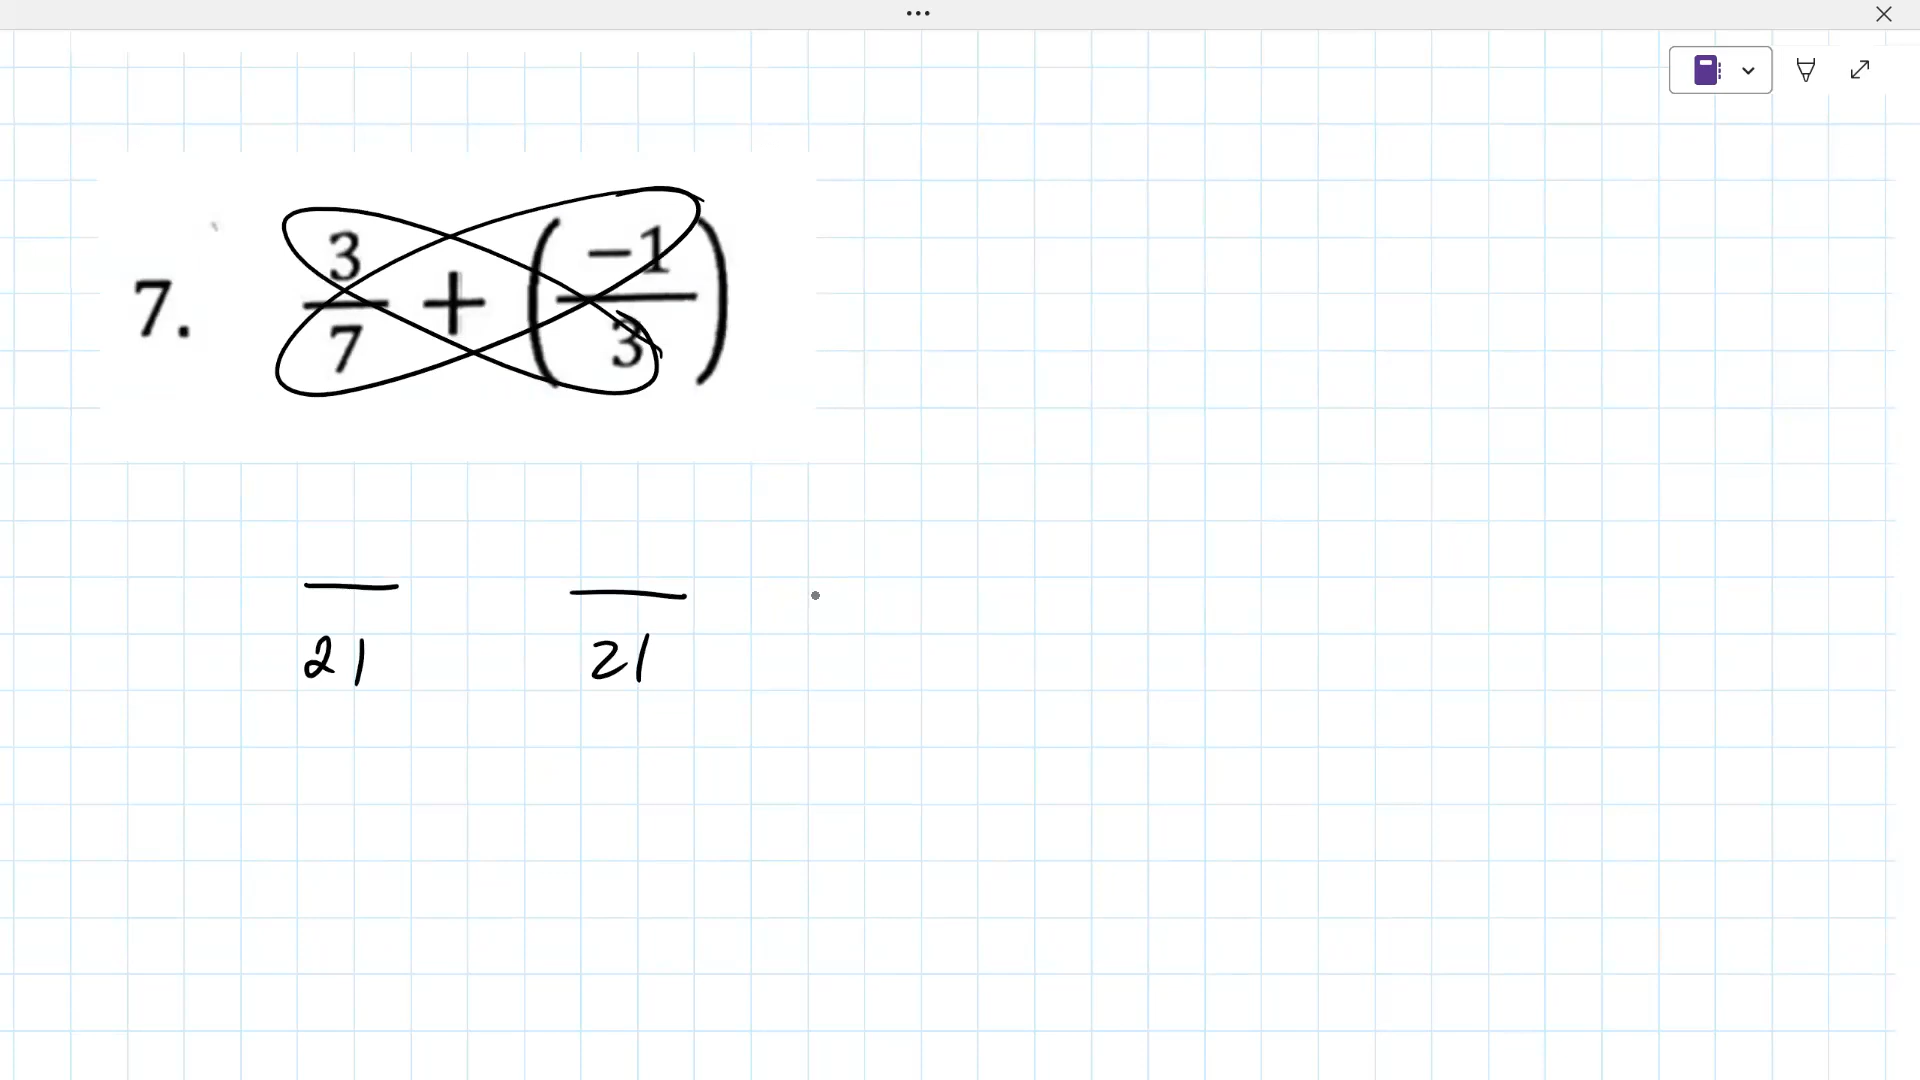 7. 3/7 + (-1/3)
21 21